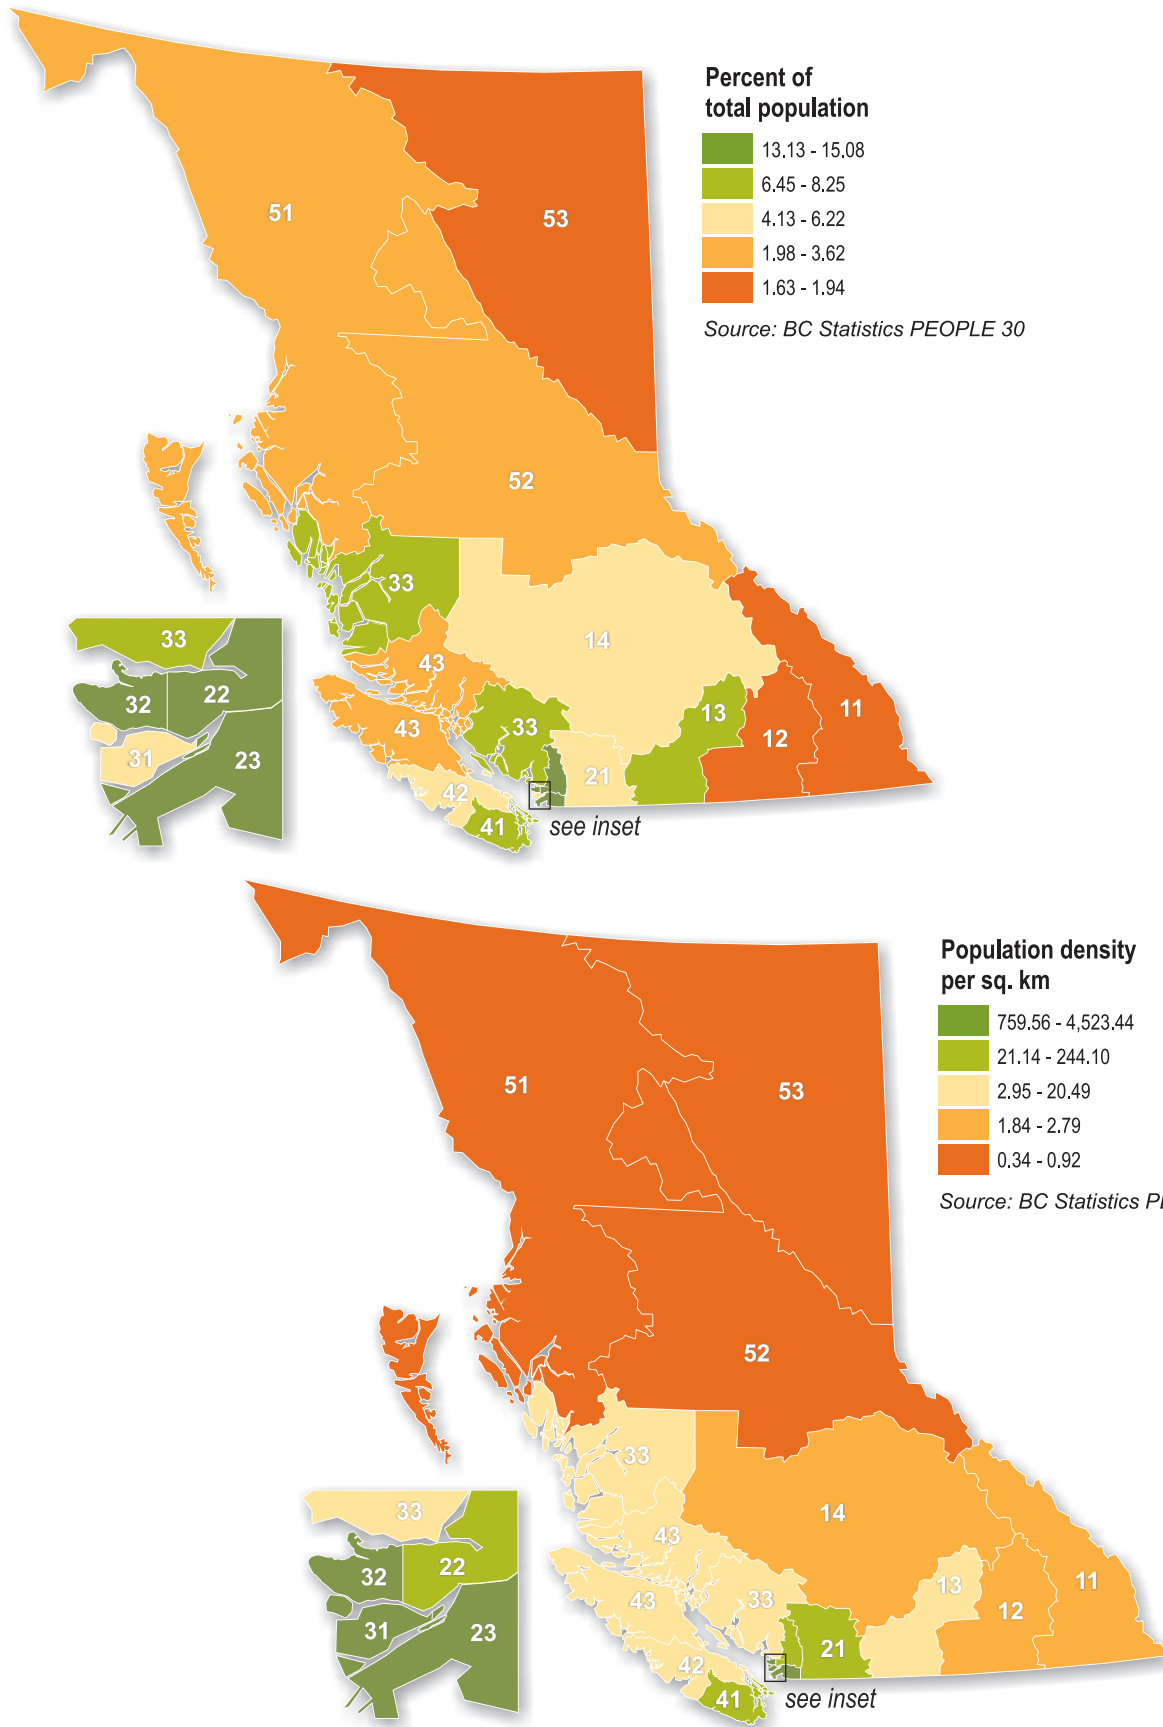 Percent of
total population
13.13 - 15.08
6.45 - 8.25
4.13 - 6.22
1.98 - 3.62
1.63 - 1.94
Source: BC Statistics PEOPLE 30
51
53
52
33
14
43
33
13
11
43
12
21
42
41
see inset
33
32
22
31
23
Population density
per sq. km
759.56 - 4,523.44
21.14 - 244.10
2.95 - 20.49
1.84 - 2.79
0.34 - 0.92
Source: BC Statistics PE
51
53
52
33
14
43
33
13
11
43
12
21
42
41
see inset
33
32
22
31
23